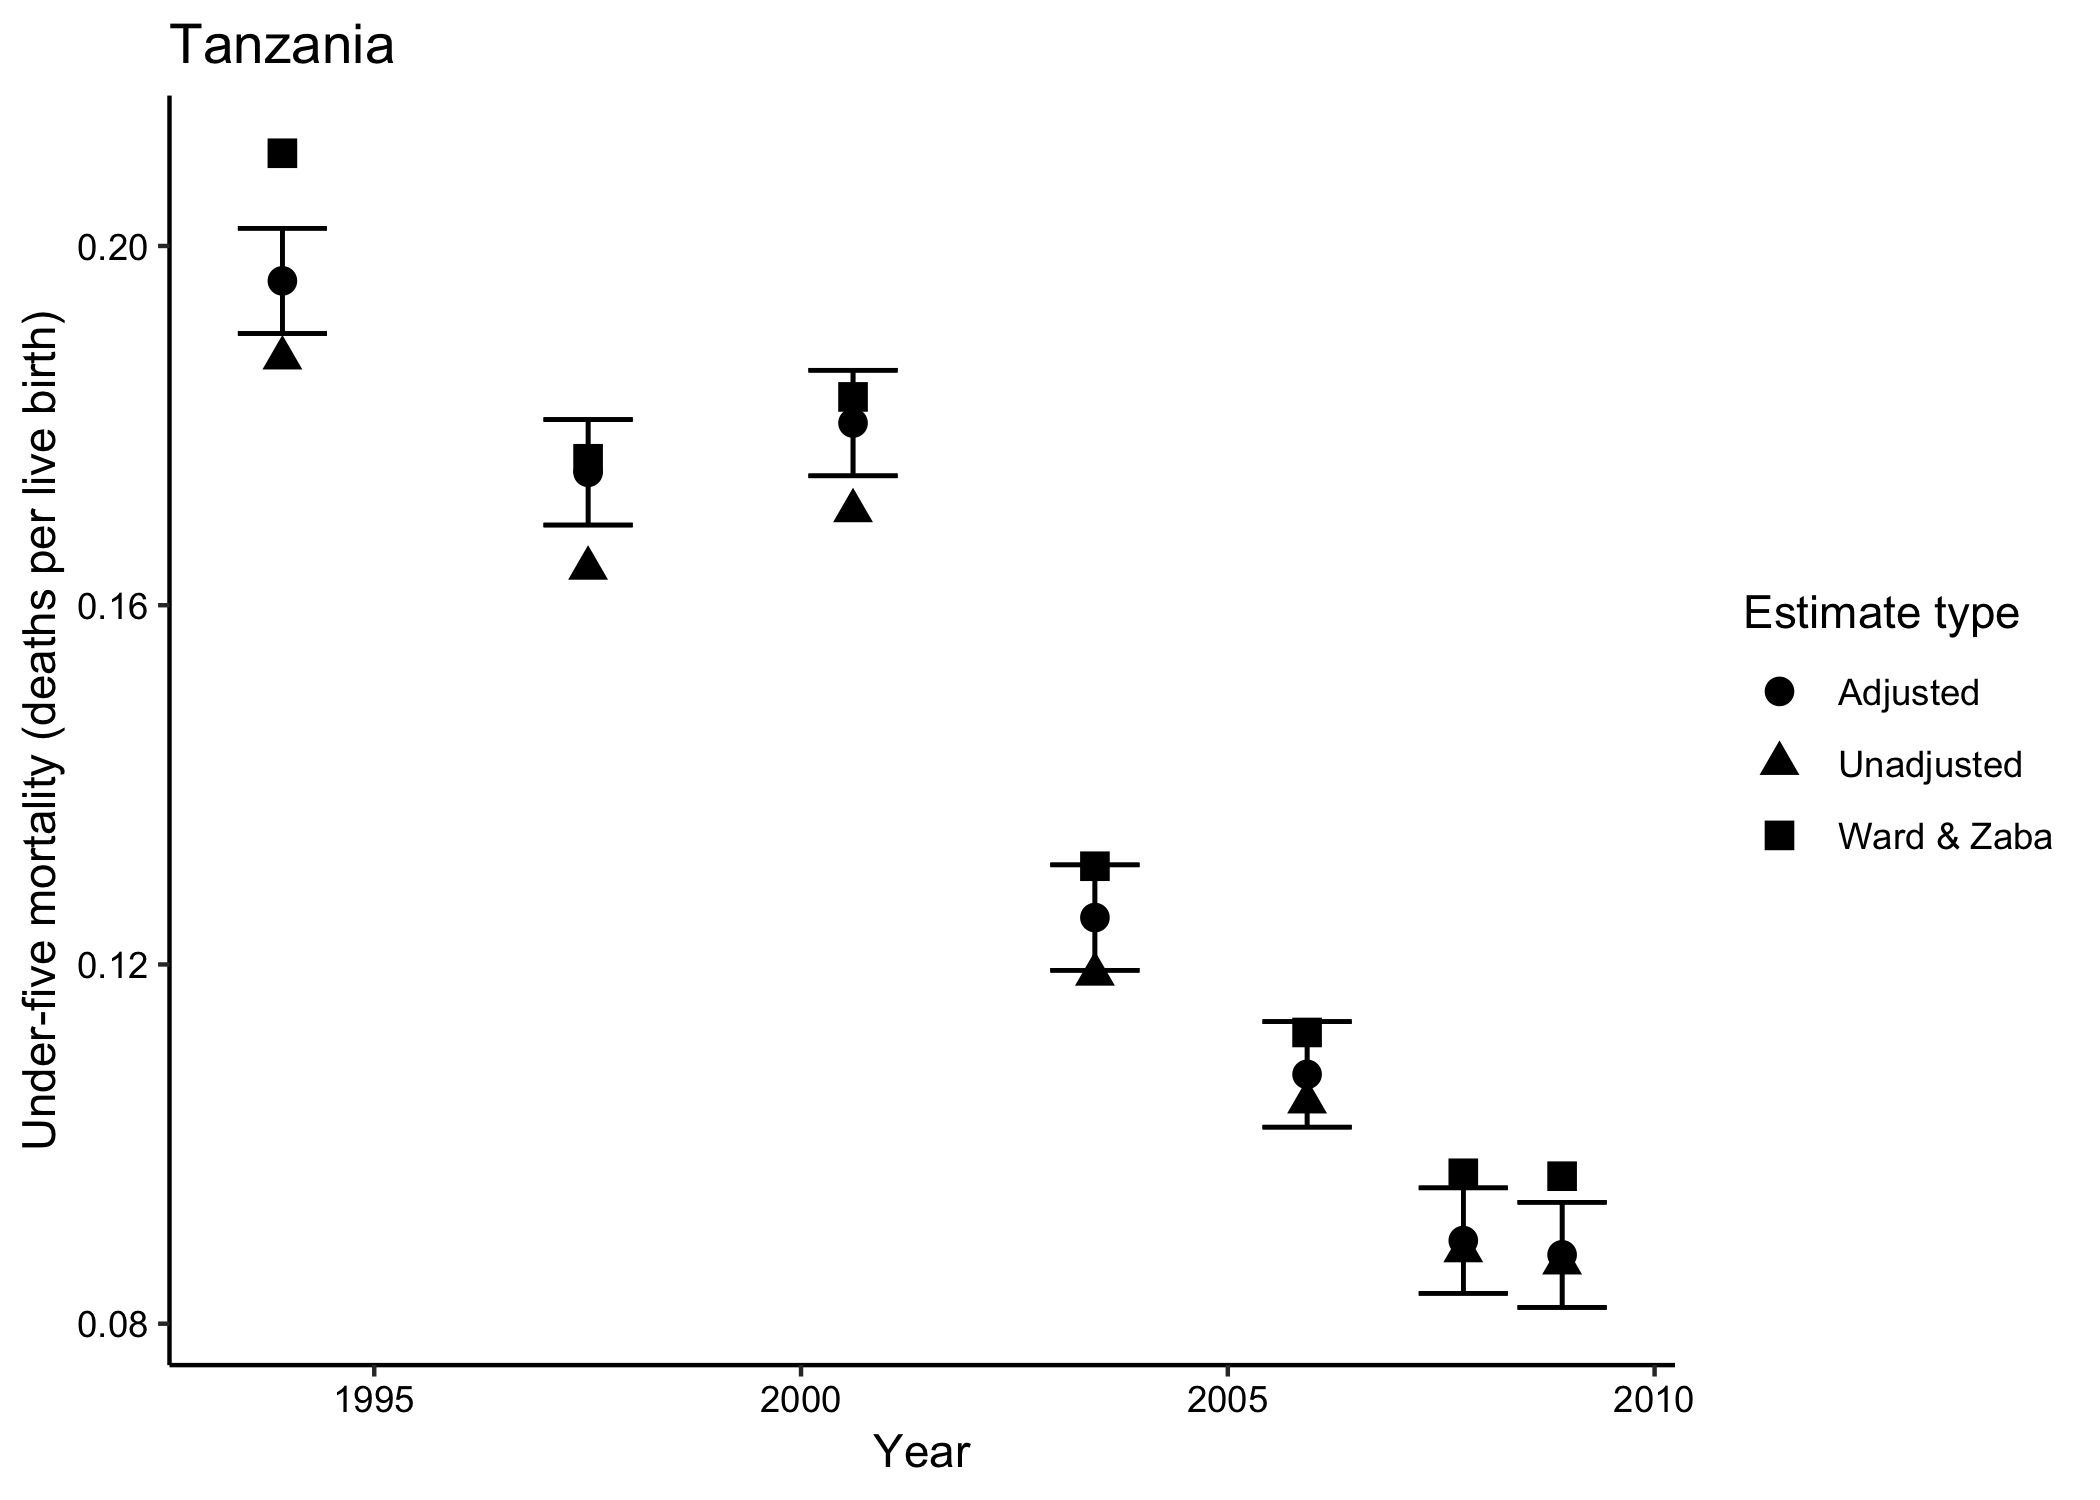 Tanzania
Under-five mortality (deaths per live birth)
0.20
0.16
0.12
0.08
1995
2000
2005
2010
Year
Estimate type
Adjusted
Unadjusted
Ward & Zaba